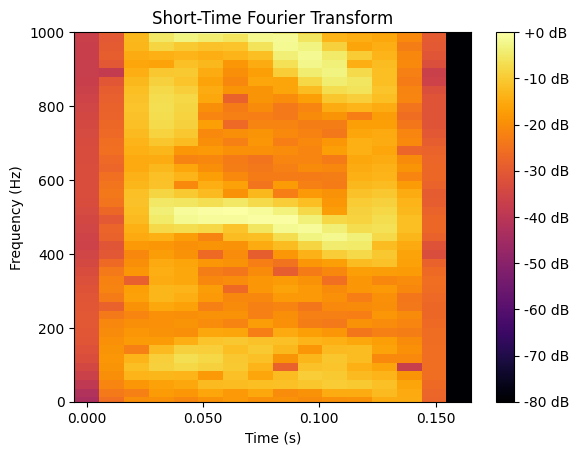 Short-Time Fourier Transform
1000
800
600
400
200
0
Frequency (Hz)
0.000
0.050
0.100
0.150
Time (s)
+0 dB
-10 dB
-20 dB
-30 dB
-40 dB
-50 dB
-60 dB
-70 dB
-80 dB